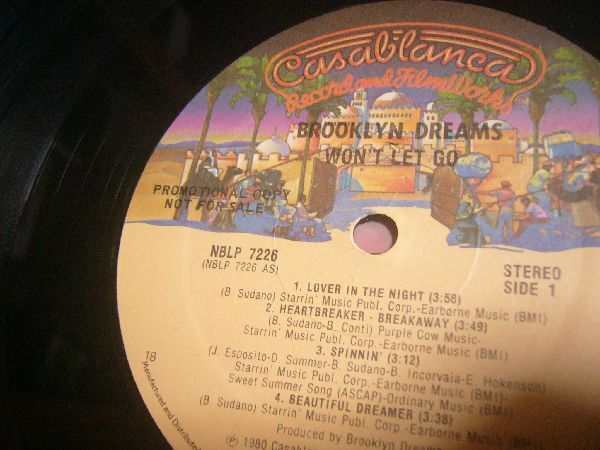 Casablanca
Record and FilmWorks
BROOKLYN DREAMS
WON'T LET GO
PROMOTIONAL COPY
NOT FOR SALE
NBLP 7226
(NBLP 7226 AS)
STEREO
SIDE 1
1. LOVER IN THE NIGHT (3:58)
(B. Sudano) Starrin' Music Publ. Corp.-Earborne Music (BMI)
2. HEARTBREAKER - BREAKAWAY (3:49)
(B. Sudano-B. Conti) Purple Cow Music-
Starrin' Music Publ. Corp.-Earborne Music (BMI)
3. SPINNIN' (3:12)
(J. Esposito-D. Summer-B. Sudano-B. Incorvaia-E. Hokenson)
Starrin' Music Publ. Corp.-Earborne Music (BMI)-
Sweet Summer Song (ASCAP)-Ordinary Music (BMI)
4. BEAUTIFUL DREAMER (3:38)
(B. Sudano) Starrin' Music Publ. Corp.-Earborne Music (BMI)
Produced by Brooklyn Dreams
℗ 1980 Casablan
18
Manufactured and Distribute